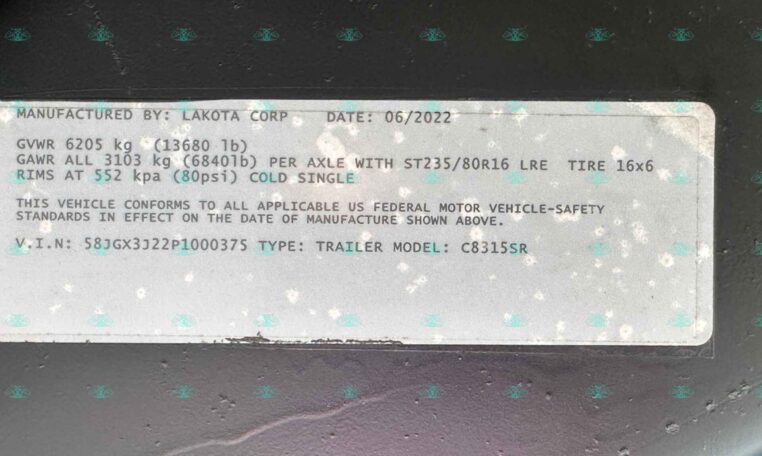 MANUFACTURED BY: LAKOTA CORP DATE: 06/2022
GVWR 6205 kg (13680 lb)
GAWR ALL 3103 kg (6840lb) PER AXLE WITH ST235/80R16 LRE TIRE 16x6
RIMS AT 552 kpa (80psi) COLD SINGLE
THIS VEHICLE CONFORMS TO ALL APPLICABLE US FEDERAL MOTOR VEHICLE-SAFETY
STANDARDS IN EFFECT ON THE DATE OF MANUFACTURE SHOWN ABOVE.
V.I.N: 58JGX3J22P1000375 TYPE: TRAILER MODEL: C8315SR